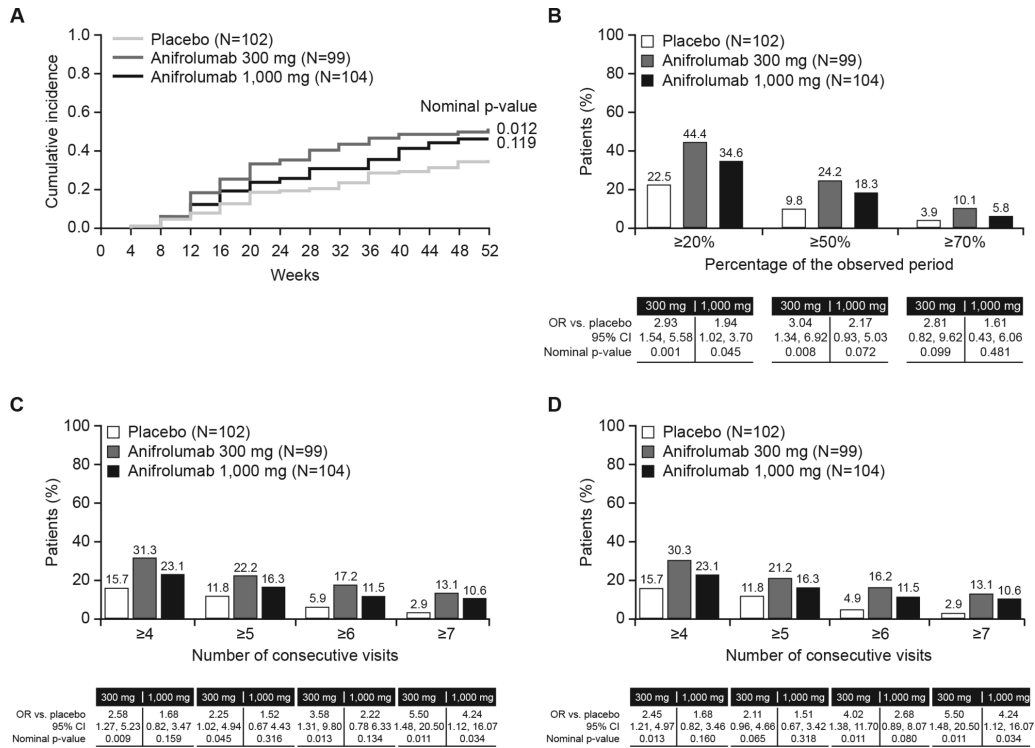 A
Placebo (N=102)
Anifrolumab 300 mg (N=99)
Anifrolumab 1,000 mg (N=104)
Nominal p-value
0.012
0.119
Cumulative incidence
1.0
0.8
0.6
0.4
0.2
0.0
0 4 8 12 16 20 24 28 32 36 40 44 48 52
Weeks
B
Placebo (N=102)
Anifrolumab 300 mg (N=99)
Anifrolumab 1,000 mg (N=104)
Patients (%)
100
80
60
40
20
0
22.5 44.4 34.6 9.8 24.2 18.3 3.9 10.1 5.8
≥20% ≥50% ≥70%
Percentage of the observed period
300 mg 1,000 mg 300 mg 1,000 mg 300 mg 1,000 mg
OR vs. placebo 2.93 1.94 3.04 2.17 2.81 1.61
95% CI 1.54, 5.58 1.02, 3.70 1.34, 6.92 0.93, 5.03 0.82, 9.62 0.43, 6.06
Nominal p-value 0.001 0.045 0.008 0.072 0.099 0.481
C
Placebo (N=102)
Anifrolumab 300 mg (N=99)
Anifrolumab 1,000 mg (N=104)
Patients (%)
100
80
60
40
20
0
15.7 31.3 23.1 11.8 22.2 16.3 5.9 17.2 11.5 2.9 13.1 10.6
≥4 ≥5 ≥6 ≥7
Number of consecutive visits
300 mg 1,000 mg 300 mg 1,000 mg 300 mg 1,000 mg 300 mg 1,000 mg
OR vs. placebo 2.58 1.68 2.25 1.52 3.58 2.22 5.50 4.24
95% CI 1.27, 5.23 0.82, 3.47 1.02, 4.94 0.67 4.43 1.31, 9.80 0.78 6.33 1.48, 20.50 1.12, 16.07
Nominal p-value 0.009 0.159 0.045 0.316 0.013 0.134 0.011 0.034
D
Placebo (N=102)
Anifrolumab 300 mg (N=99)
Anifrolumab 1,000 mg (N=104)
Patients (%)
100
80
60
40
20
0
15.7 30.3 23.1 11.8 21.2 16.3 4.9 16.2 11.5 2.9 13.1 10.6
≥4 ≥5 ≥6 ≥7
Number of consecutive visits
300 mg 1,000 mg 300 mg 1,000 mg 300 mg 1,000 mg 300 mg 1,000 mg
OR vs. placebo 2.45 1.68 2.11 1.51 4.02 2.68 5.50 4.24
95% CI 1.21, 4.97 0.82, 3.46 0.96, 4.66 0.67, 3.42 1.38, 11.70 0.89, 8.07 1.48, 20.50 1.12, 16.07
Nominal p-value 0.013 0.160 0.065 0.318 0.011 0.080 0.011 0.034